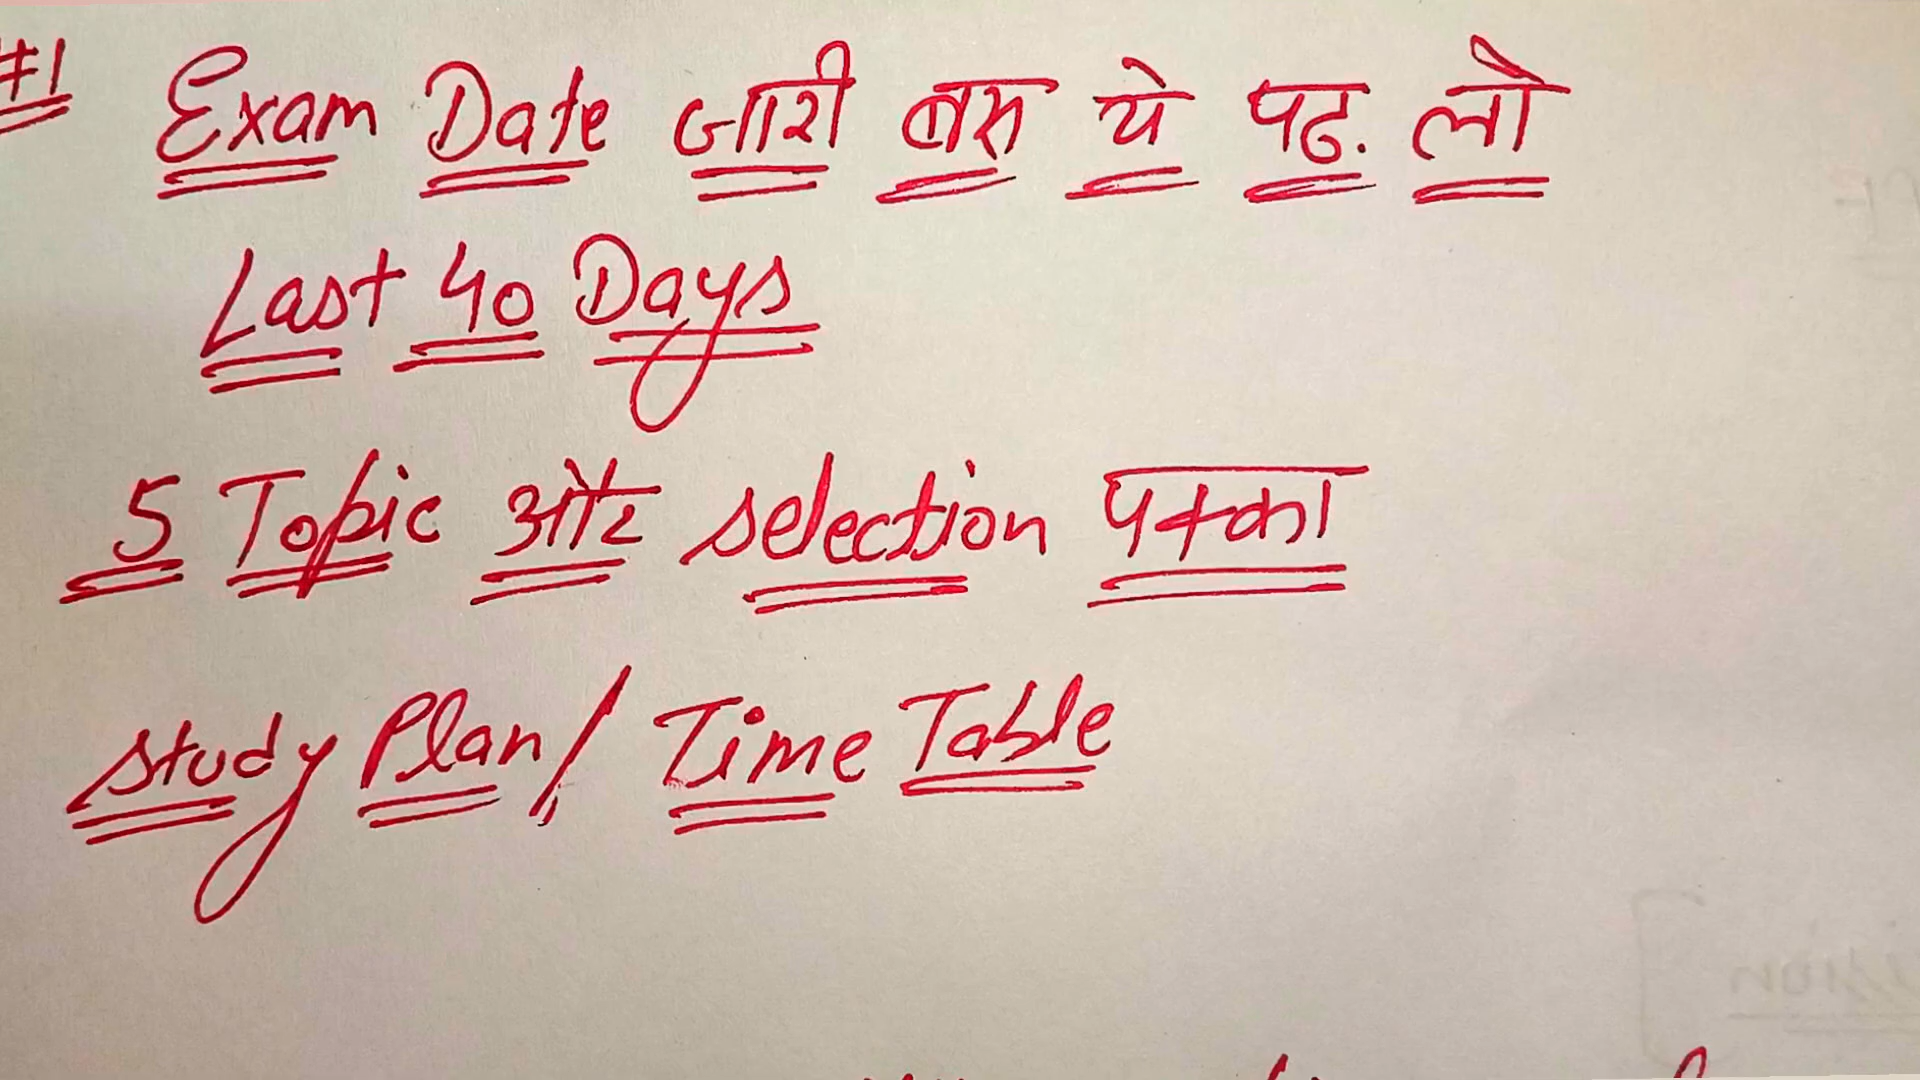 #1 Exam Date जारी बस ये पढ़ लो
Last 40 Days
5 Topic और selection पक्का
Study Plan / Time Table